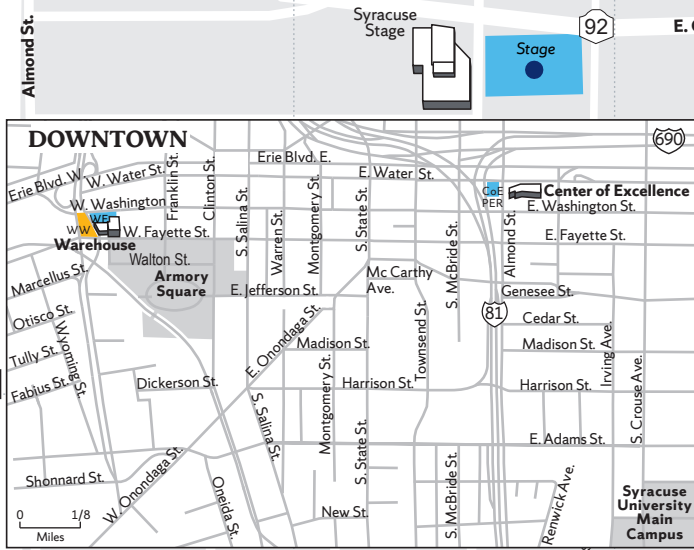 Syracuse
Stage
92
E.
Stage
Almond St.
DOWNTOWN
690
Erie Blvd. E.
Erie Blvd. W
W. Water St.
E. Water St.
Franklin St.
Clinton St.
W. Washington
CoE
PER
Center of Excellence
E. Washington St.
S. Salina St.
Warren St.
Montgomery St.
S. State St.
S. McBride St.
Almond St.
WW
WE
W. Fayette St.
E. Fayette St.
Warehouse
Walton St.
Armory
Square
Marcellus St.
Mc Carthy
Ave.
E. Jefferson St.
Genesee St.
81
Otisco St.
Cedar St.
Wyoming St.
Tully St.
E. Onondaga St.
Madison St.
Townsend St.
Madison St.
Irving Ave.
S. Crouse Ave.
Fabius St.
Dickerson St.
Harrison St.
Harrison St.
S. Salina St.
Montgomery St.
S. State St.
E. Adams St.
Shonnard St.
W. Onondaga St.
Oneida St.
S. McBride St.
Renwick Ave.
New St.
Syracuse
University
Main
Campus
0 1/8
Miles